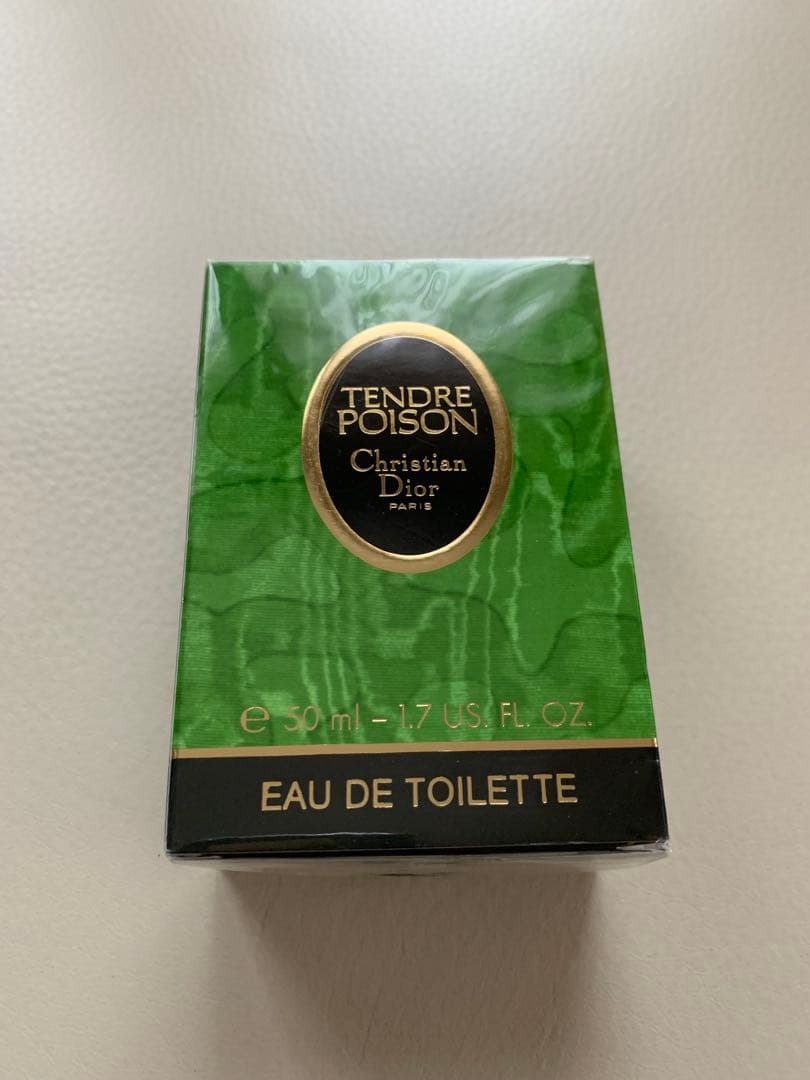 TENDRE
POISON
Christian
Dior
PARIS
e 50 ml - 1.7 US. FL. OZ.
EAU DE TOILETTE